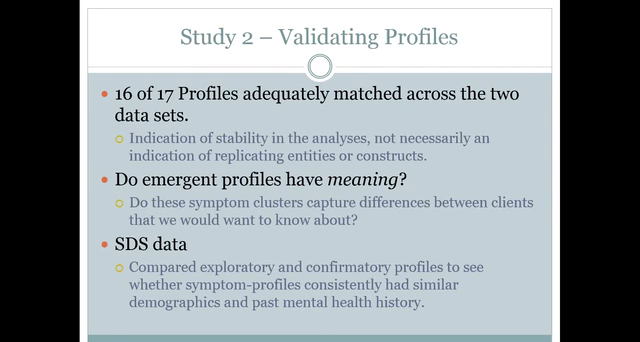 Study 2 – Validating Profiles
• 16 of 17 Profiles adequately matched across the two
data sets.
Indication of stability in the analyses, not necessarily an
indication of replicating entities or constructs.
• Do emergent profiles have meaning?
Do these symptom clusters capture differences between clients
that we would want to know about?
• SDS data
Compared exploratory and confirmatory profiles to see
whether symptom-profiles consistently had similar
demographics and past mental health history.